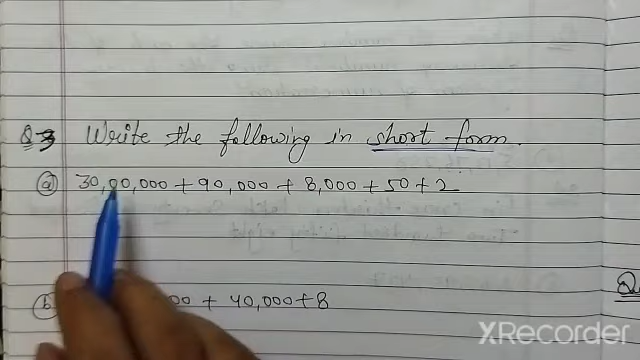 Q3 Write the following in short form.
(a) 30,00,000 + 90,000 + 8,000 + 50 + 2
(b) 00 + 40,000 + 8
Q
XRecorder